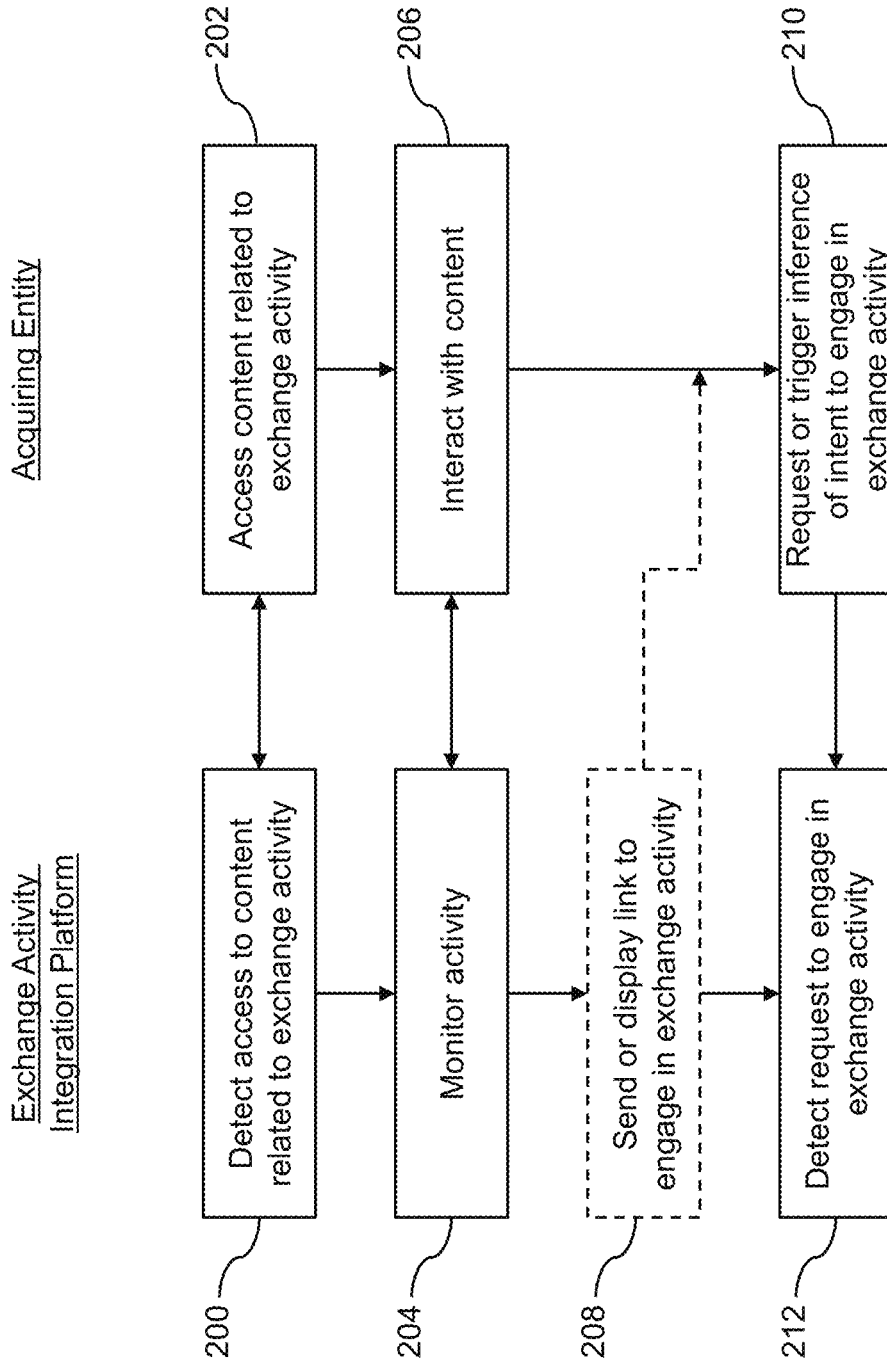 Exchange Activity
Integration Platform
Acquiring Entity
200
Detect access to content
related to exchange activity
Access content related to
exchange activity
202
204
Monitor activity
Interact with content
206
208
Send or display link to
engage in exchange activity
212
Detect request to engage in
exchange activity
Request or trigger inference
of intent to engage in
exchange activity
210